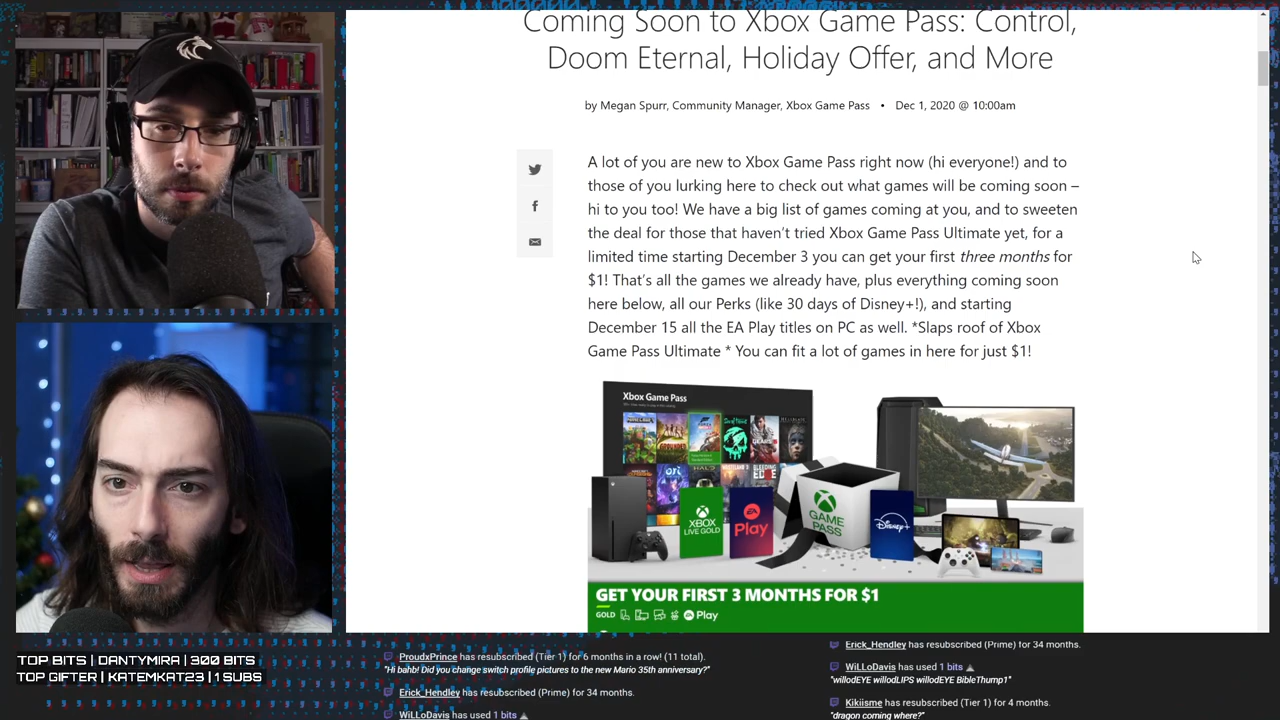 Coming Soon to Xbox Game Pass: Control,
Doom Eternal, Holiday Offer, and More
by Megan Spurr, Community Manager, Xbox Game Pass • Dec 1, 2020 @ 10:00am
A lot of you are new to Xbox Game Pass right now (hi everyone!) and to
those of you lurking here to check out what games will be coming soon –
hi to you too! We have a big list of games coming at you, and to sweeten
the deal for those that haven’t tried Xbox Game Pass Ultimate yet, for a
limited time starting December 3 you can get your first three months for
$1! That’s all the games we already have, plus everything coming soon
here below, all our Perks (like 30 days of Disney+!), and starting
December 15 all the EA Play titles on PC as well. *Slaps roof of Xbox
Game Pass Ultimate * You can fit a lot of games in here for just $1!
Xbox Game Pass
HALO
BLEEDING
EDGE
XBOX
LIVE GOLD
EA
Play
GAME
PASS
Disney+
GET YOUR FIRST 3 MONTHS FOR $1
GOLD
EA Play
TOP BITS | DANTYMIRA | 300 BITS
TOP GIFTER | KATEMKAT23 | 1 SUBS
ProudxPrince has resubscribed (Tier 1) for 6 months in a row! (11 total).
"Hi bahb! Did you change switch profile pictures to the new Mario 35th anniversary?"
Erick_Hendley has resubscribed (Prime) for 34 months.
WiLLoDavis has used 1 bits
Erick_Hendley has resubscribed (Prime) for 34 months.
WiLLoDavis has used 1 bits
"willodEYE willodLIPS willodEYE BibleThump1"
Kikiisme has resubscribed (Tier 1) for 4 months.
"dragon coming where?"